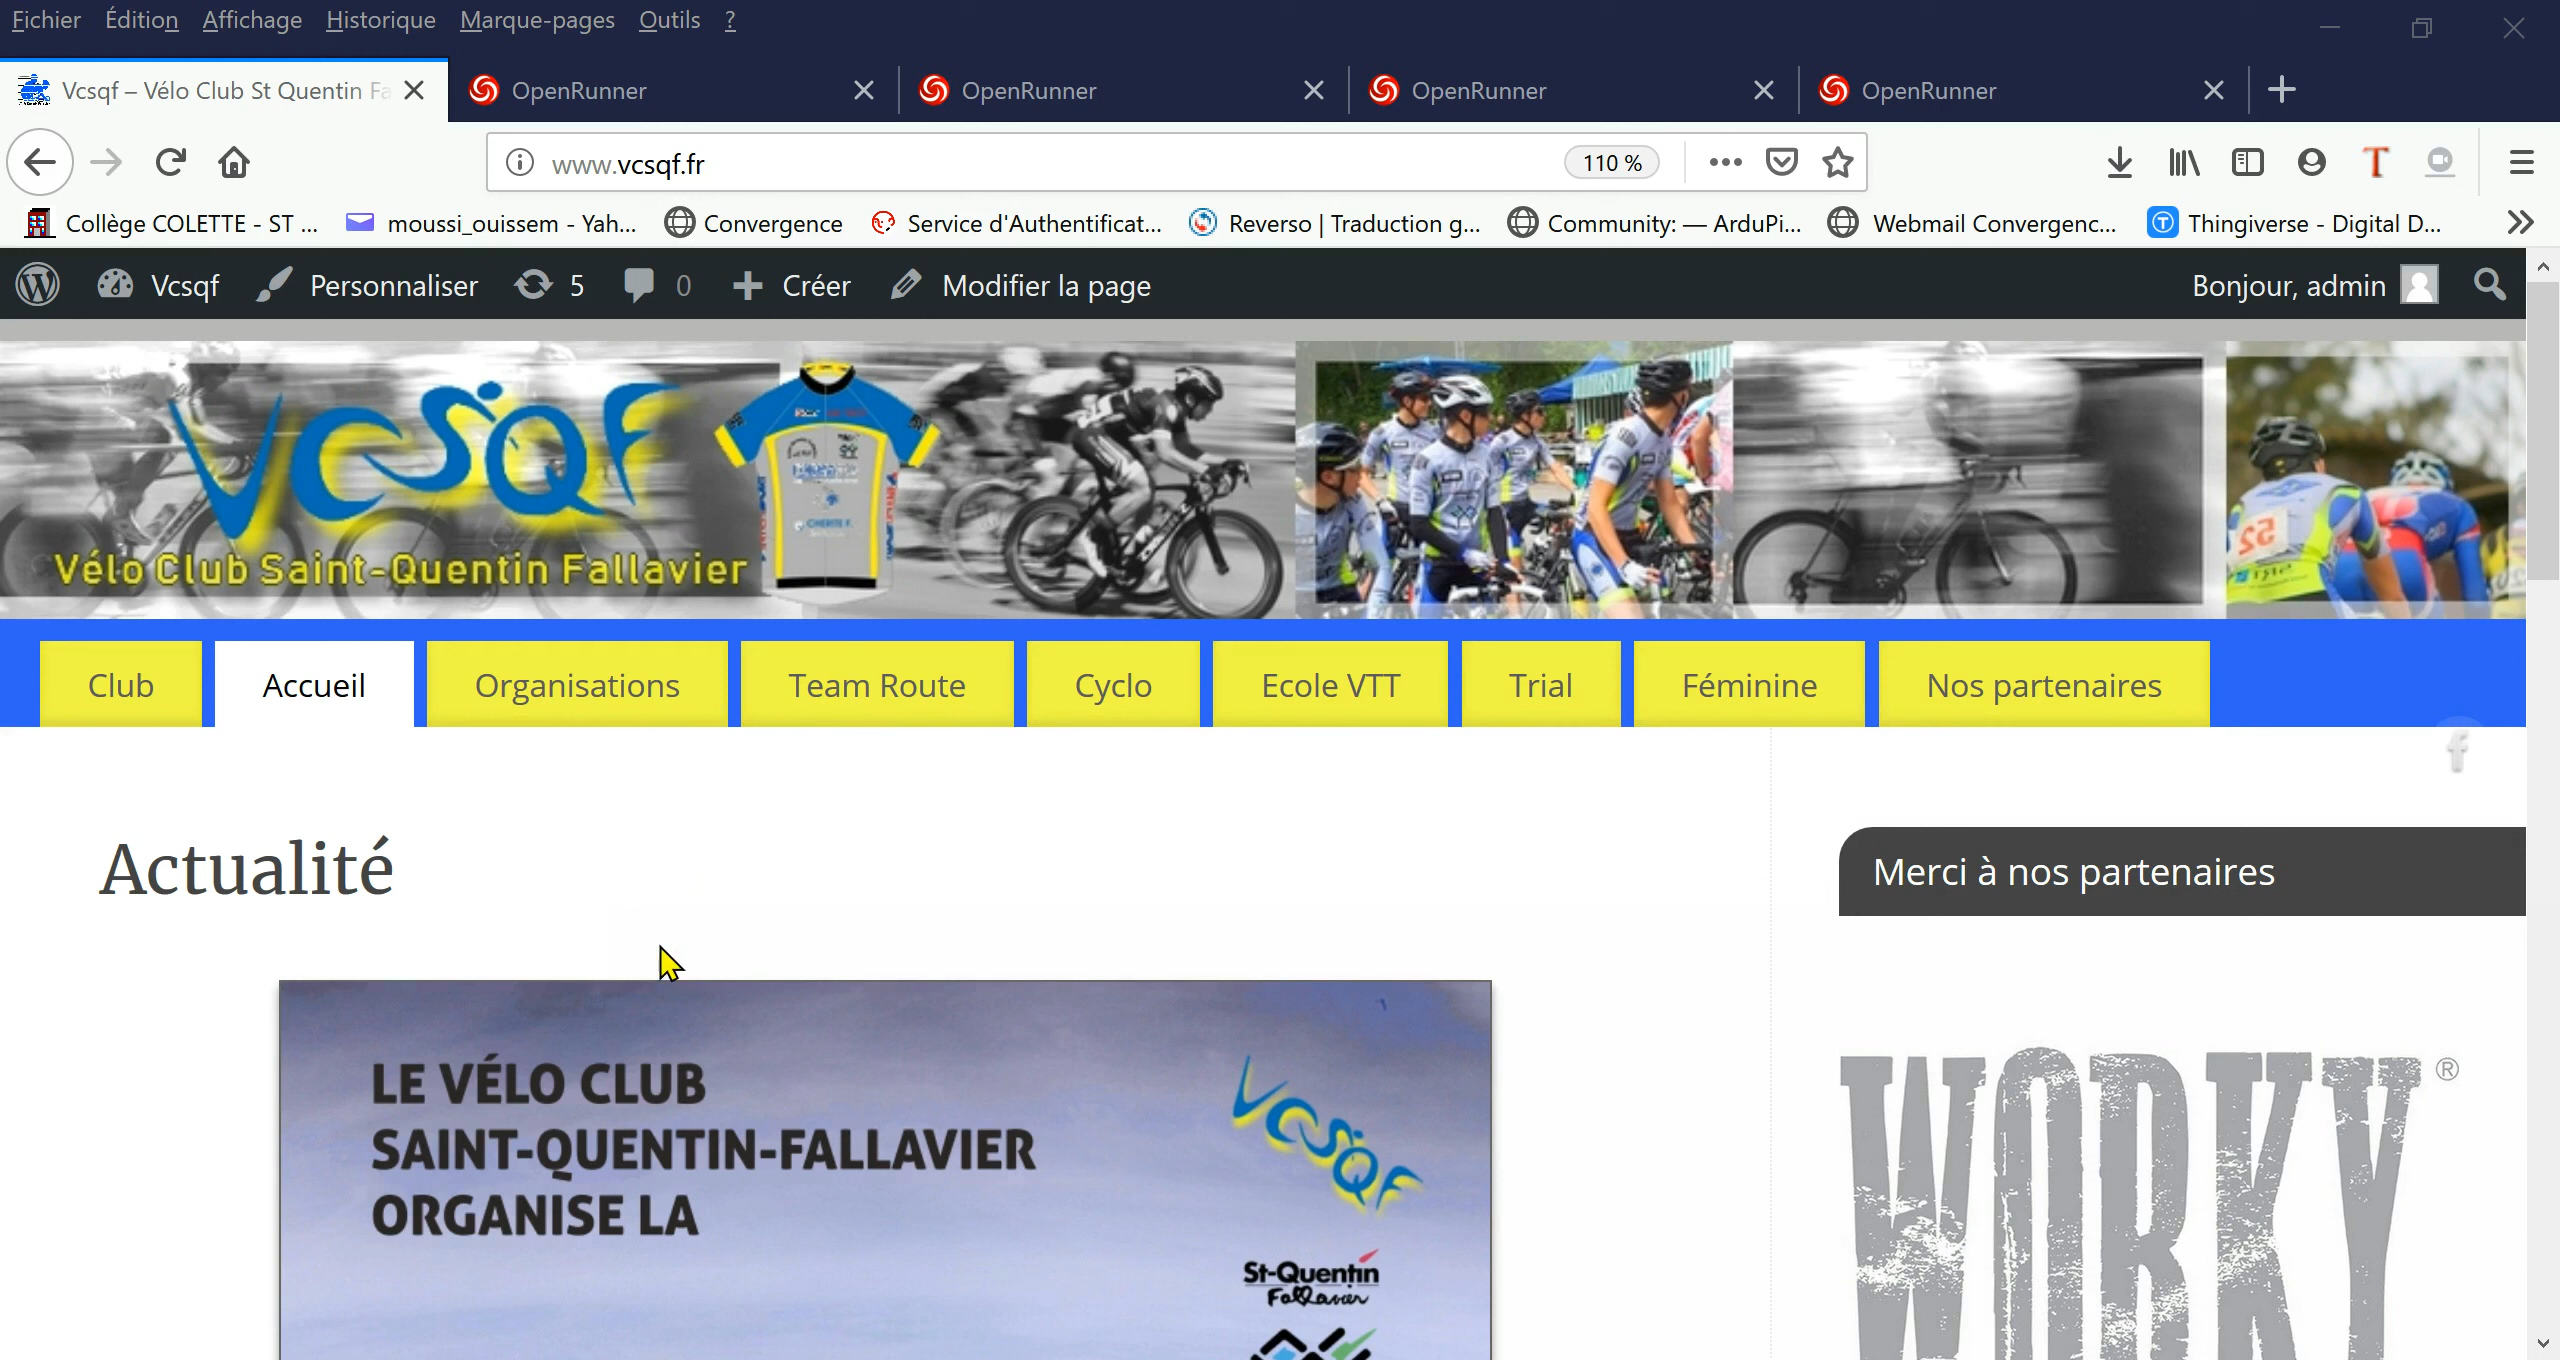 Fichier Édition Affichage Historique Marque-pages Outils ?
Vcsqf – Vélo Club St Quentin Fa OpenRunner OpenRunner OpenRunner OpenRunner
www.vcsqf.fr 110 %
Collège COLETTE - ST ... moussi_ouissem - Yah... Convergence Service d'Authentificat... Reverso | Traduction g... Community: — ArduPi... Webmail Convergenc... Thingiverse - Digital D...
Vcsqf Personnaliser 5 0 Créer Modifier la page Bonjour, admin
VCSQF
Vélo Club Saint-Quentin Fallavier
52
Club Accueil Organisations Team Route Cyclo Ecole VTT Trial Féminine Nos partenaires
f
Actualité
Merci à nos partenaires
LE VÉLO CLUB
SAINT-QUENTIN-FALLAVIER
ORGANISE LA
VCSQF
St-Quentin
Fallavier
WORKY ®